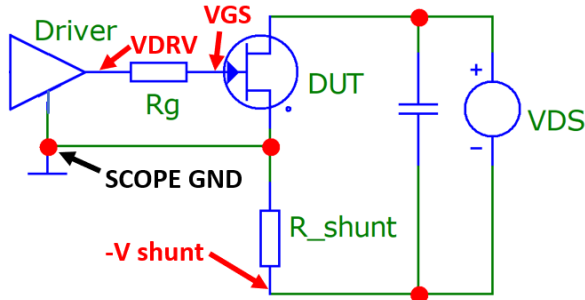 Driver
VDRV
VGS
Rg
DUT
+
VDS
−
SCOPE GND
R_shunt
-V shunt